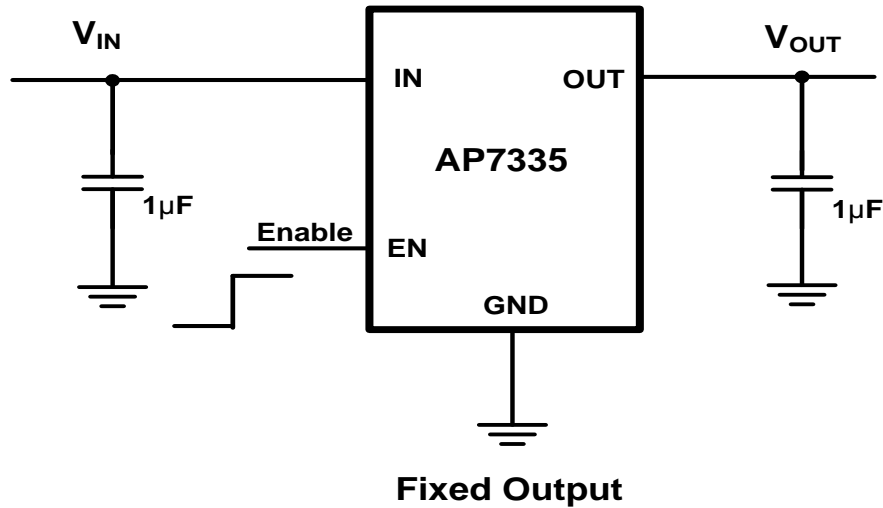 VIN
VOUT
IN
OUT
AP7335
1µF
1µF
Enable
EN
GND
Fixed Output